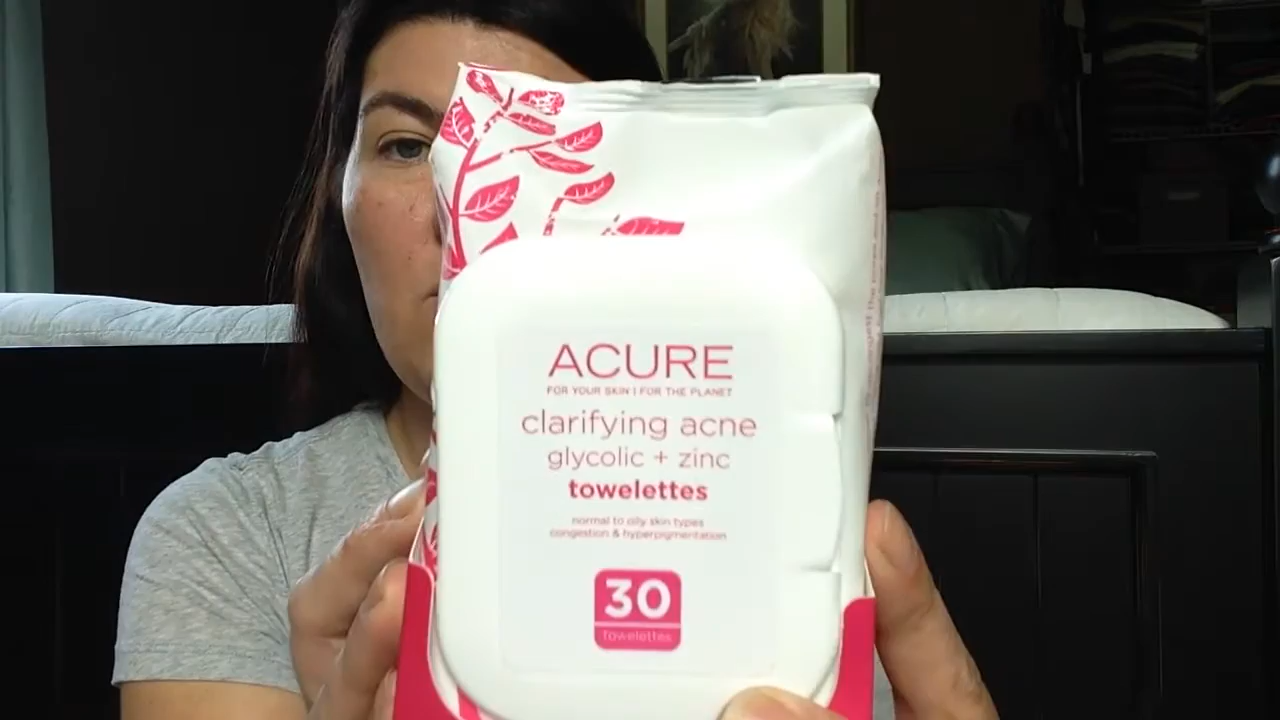 ACURE
FOR YOUR SKIN | FOR THE PLANET
clarifying acne
glycolic + zinc
towelettes
normal to oily skin types
congestion & hyperpigmentation
30
towelettes